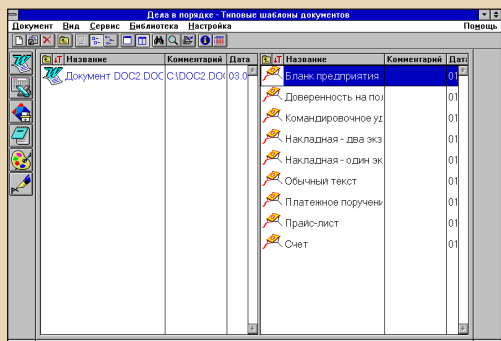 Дела в порядке - Типовые шаблоны документов
Документ Вид Сервис Библиотека Настройка Помощь
Название Комментарий Дата Название Комментарий Дата
Документ DOC2.DOC C:\DOC2.DOC 03.0
Бланк предприятия 01
Доверенность на пол 01
Командировочное уд 01
Накладная - два экз 01
Накладная - один эк 01
Обычный текст 01
Платежное поручени 01
Прайс-лист 01
Счет 01